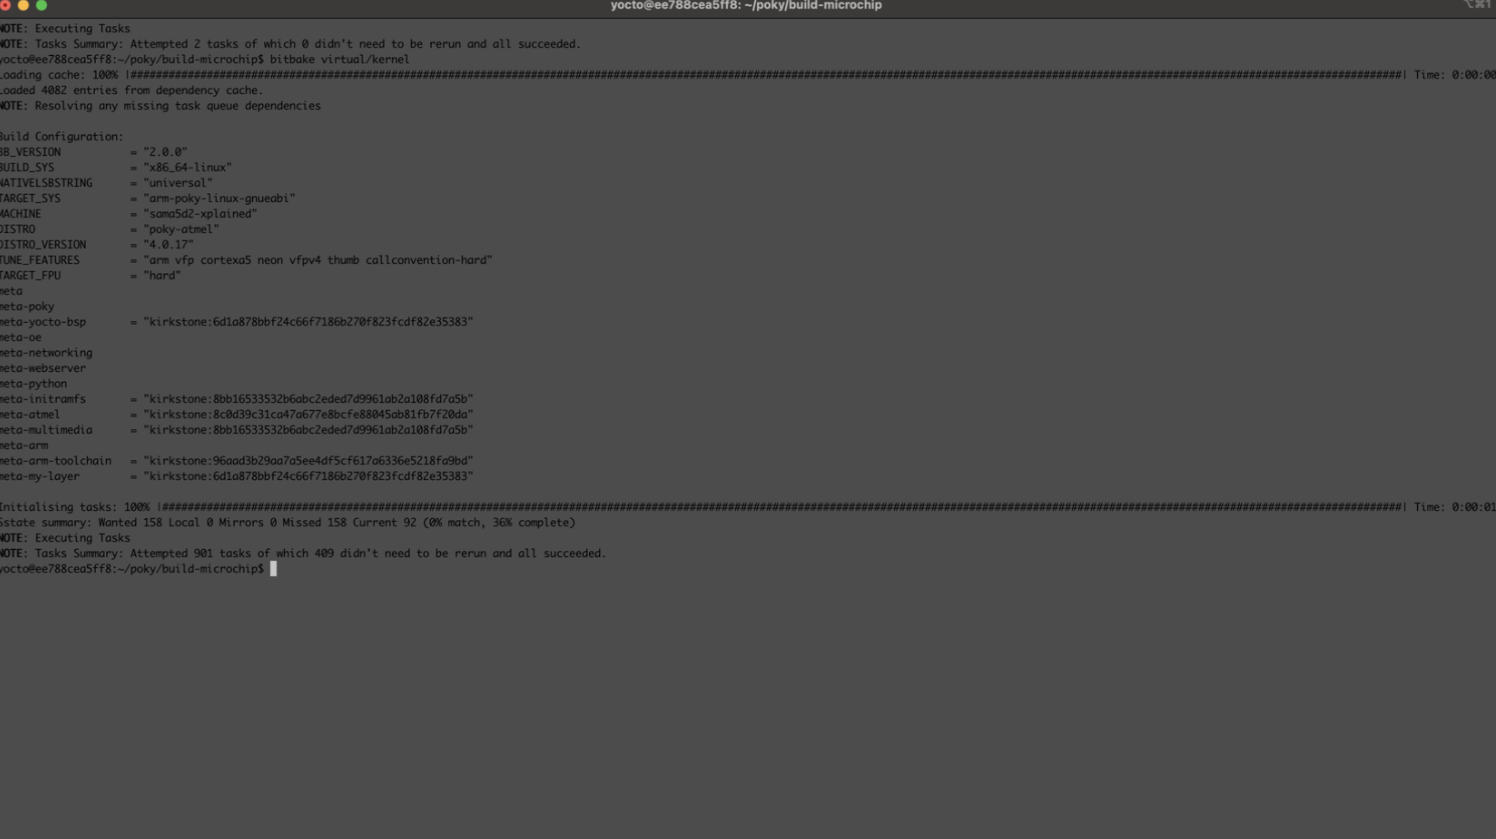 yocto@ee788cea5ff8: ~/poky/build-microchip
⌥⌘1
NOTE: Executing Tasks
NOTE: Tasks Summary: Attempted 2 tasks of which 0 didn't need to be rerun and all succeeded.
yocto@ee788cea5ff8:~/poky/build-microchip$ bitbake virtual/kernel
Loading cache: 100% |############################################################################################################################################################################################################| Time: 0:00:00
Loaded 4082 entries from dependency cache.
NOTE: Resolving any missing task queue dependencies
Build Configuration:
BB_VERSION           = "2.0.0"
BUILD_SYS            = "x86_64-linux"
NATIVELSBSTRING      = "universal"
TARGET_SYS           = "arm-poky-linux-gnueabi"
MACHINE              = "sama5d2-xplained"
DISTRO               = "poky-atmel"
DISTRO_VERSION       = "4.0.17"
TUNE_FEATURES        = "arm vfp cortexa5 neon vfpv4 thumb callconvention-hard"
TARGET_FPU           = "hard"
meta
meta-poky
meta-yocto-bsp       = "kirkstone:6d1a878bbf24c66f7186b270f823fcdf82e35383"
meta-oe
meta-networking
meta-webserver
meta-python
meta-initramfs       = "kirkstone:8bb16533532b6abc2eded7d9961ab2a108fd7a5b"
meta-atmel           = "kirkstone:8c0d39c31ca47a677e8bcfe88045ab81fb7f20da"
meta-multimedia      = "kirkstone:8bb16533532b6abc2eded7d9961ab2a108fd7a5b"
meta-arm
meta-arm-toolchain   = "kirkstone:96aad3b29aa7a5ee4df5cf617a6336e5218fa9bd"
meta-my-layer        = "kirkstone:6d1a878bbf24c66f7186b270f823fcdf82e35383"
Initialising tasks: 100% |#######################################################################################################################################################################################################| Time: 0:00:01
Sstate summary: Wanted 158 Local 0 Mirrors 0 Missed 158 Current 92 (0% match, 36% complete)
NOTE: Executing Tasks
NOTE: Tasks Summary: Attempted 901 tasks of which 409 didn't need to be rerun and all succeeded.
yocto@ee788cea5ff8:~/poky/build-microchip$